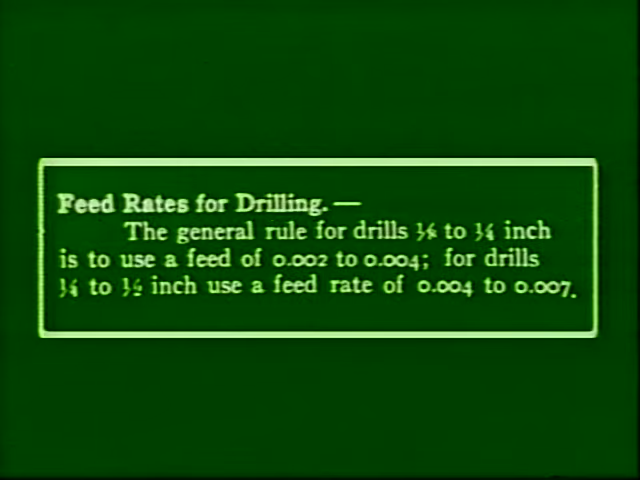 Feed Rates for Drilling. —
The general rule for drills ⅛ to ¼ inch
is to use a feed of 0.002 to 0.004; for drills
¼ to ½ inch use a feed rate of 0.004 to 0.007.